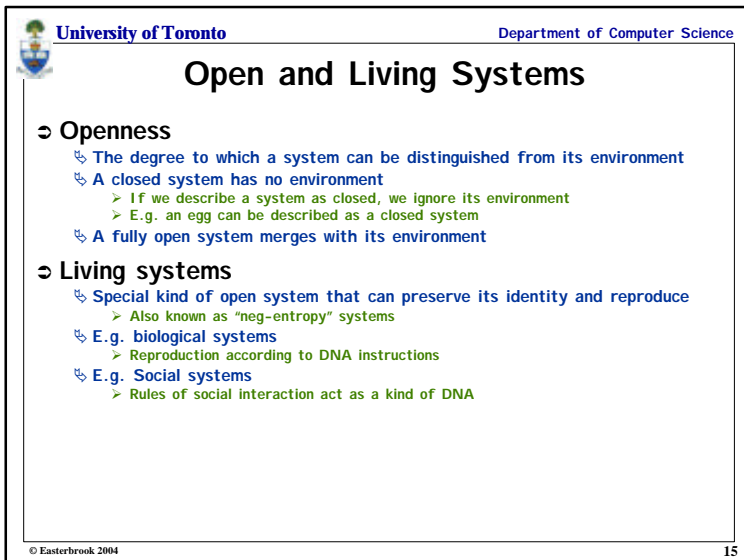 University of Toronto Department of Computer Science
Open and Living Systems
➲ Openness
↳ The degree to which a system can be distinguished from its environment
↳ A closed system has no environment
➢ If we describe a system as closed, we ignore its environment
➢ E.g. an egg can be described as a closed system
↳ A fully open system merges with its environment
➲ Living systems
↳ Special kind of open system that can preserve its identity and reproduce
➢ Also known as “neg-entropy” systems
↳ E.g. biological systems
➢ Reproduction according to DNA instructions
↳ E.g. Social systems
➢ Rules of social interaction act as a kind of DNA
© Easterbrook 2004 15